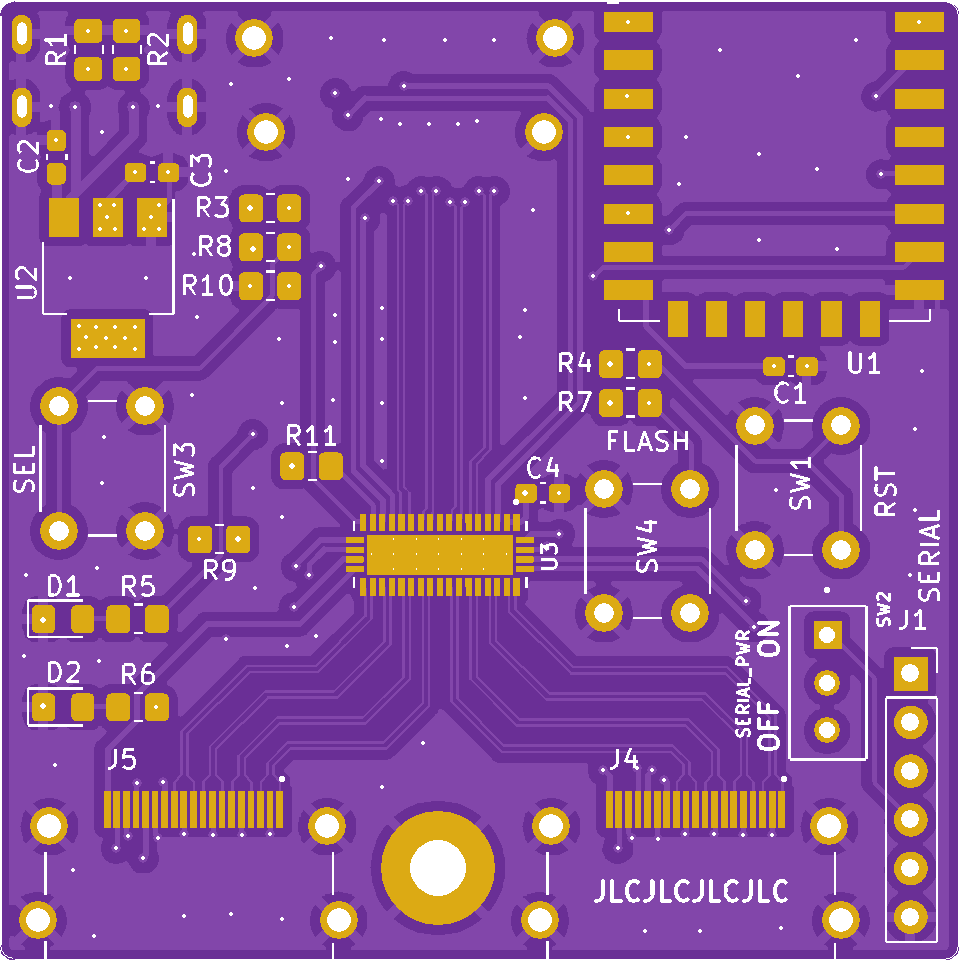 R1
R2
C2
C3
R3
R8
R10
U2
R4
R7
U1
C1
FLASH
R11
SEL
SW3
C4
SW1
RST
SW4
U3
R9
SERIAL
D1
R5
SW2
J1
ON
SERIAL_PWR
OFF
D2
R6
J5
J4
JLCJLCJLCJLC